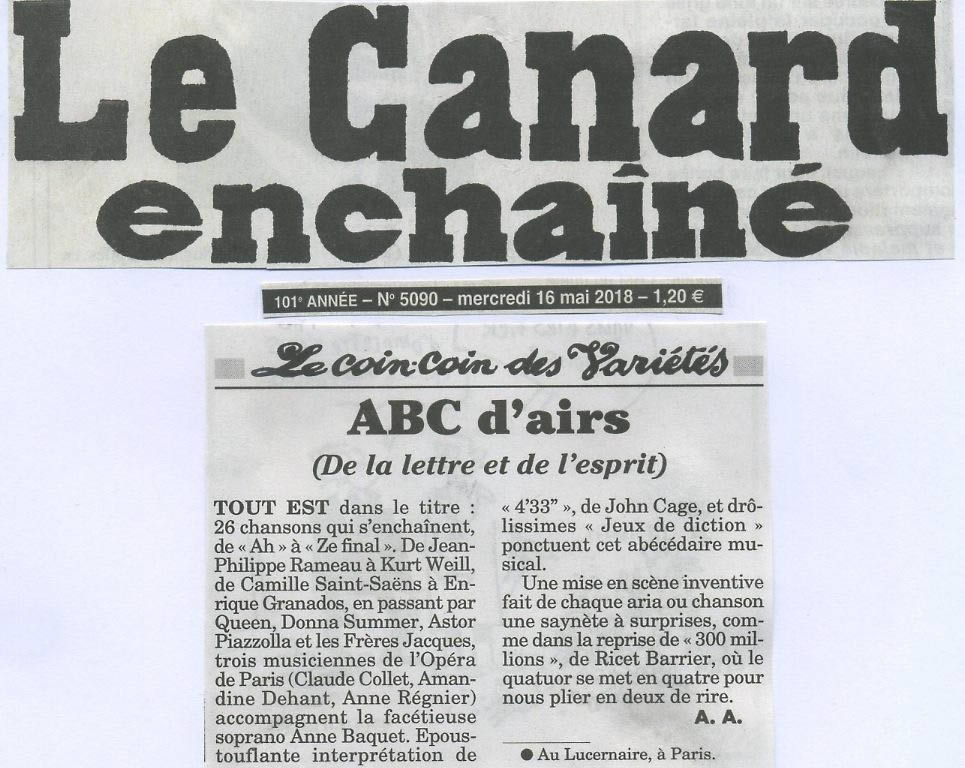 Le Canard
enchaîné
101e ANNÉE – No 5090 – mercredi 16 mai 2018 – 1,20 €
Le coin-coin des Variétés
ABC d'airs
(De la lettre et de l'esprit)
TOUT EST dans le titre :
26 chansons qui s'enchaînent,
de « Ah » à « Ze final ». De Jean-
Philippe Rameau à Kurt Weill,
de Camille Saint-Saëns à En-
rique Granados, en passant par
Queen, Donna Summer, Astor
Piazzolla et les Frères Jacques,
trois musiciennes de l'Opéra
de Paris (Claude Collet, Aman-
dine Dehant, Anne Régnier)
accompagnent la facétieuse
soprano Anne Baquet. Epous-
touflante interprétation de
« 4'33” », de John Cage, et drô-
lissimes « Jeux de diction »
ponctuent cet abécédaire mu-
sical.
Une mise en scène inventive
fait de chaque aria ou chanson
une saynète à surprises, com-
me dans la reprise de « 300 mil-
lions », de Ricet Barrier, où le
quatuor se met en quatre pour
nous plier en deux de rire.
A. A.
● Au Lucernaire, à Paris.